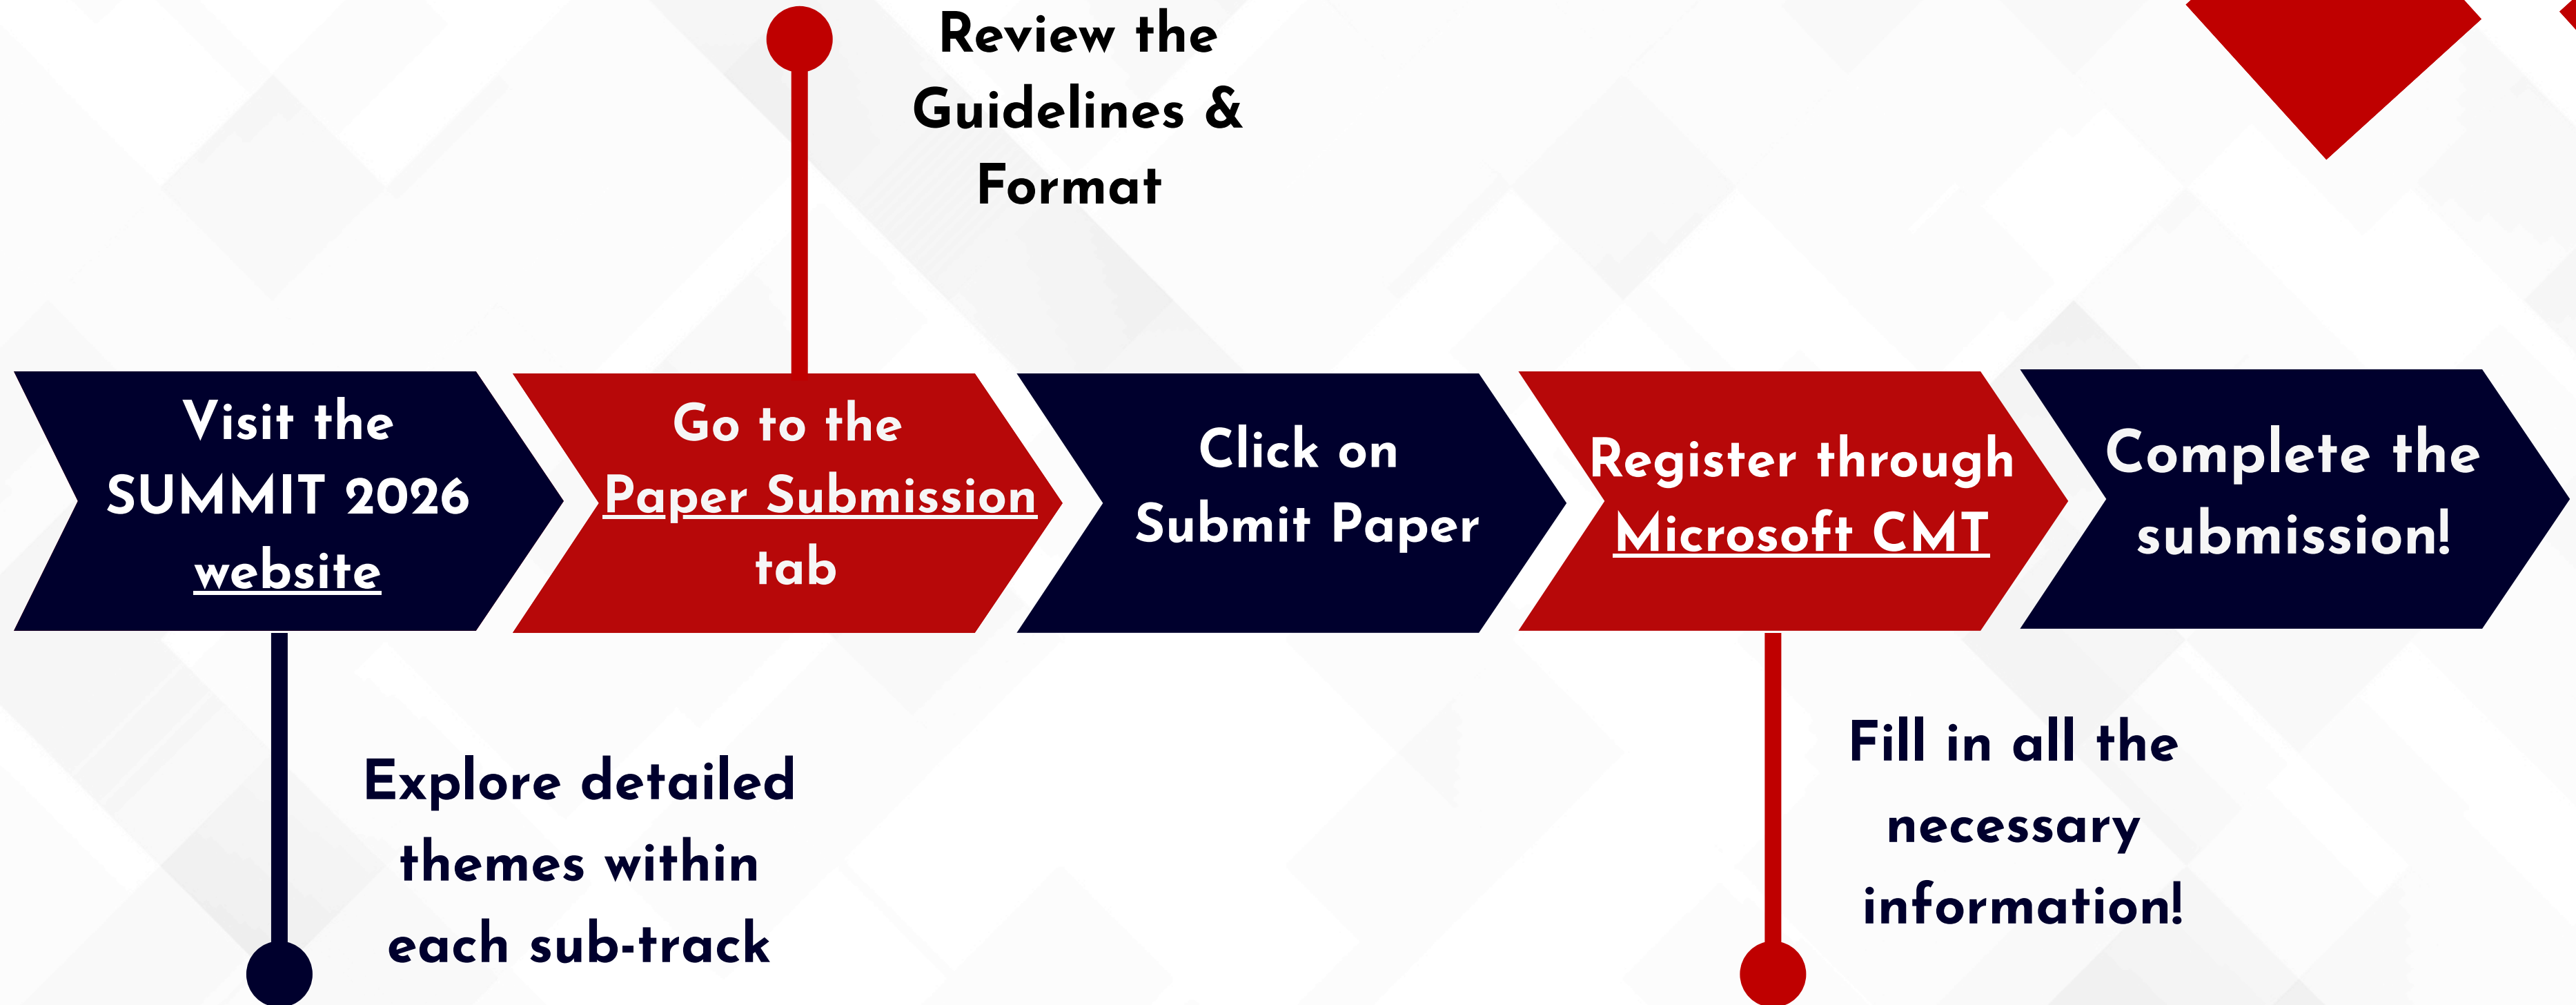 Review the
Guidelines &
Format
Visit the
SUMMIT 2026
website
Go to the
Paper Submission
tab
Click on
Submit Paper
Register through
Microsoft CMT
Complete the
submission!
Explore detailed
themes within
each sub-track
Fill in all the
necessary
information!